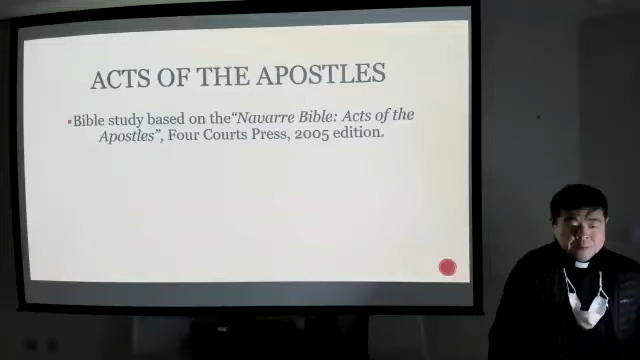 ACTS OF THE APOSTLES
▪Bible study based on the“Navarre Bible: Acts of the
Apostles”, Four Courts Press, 2005 edition.